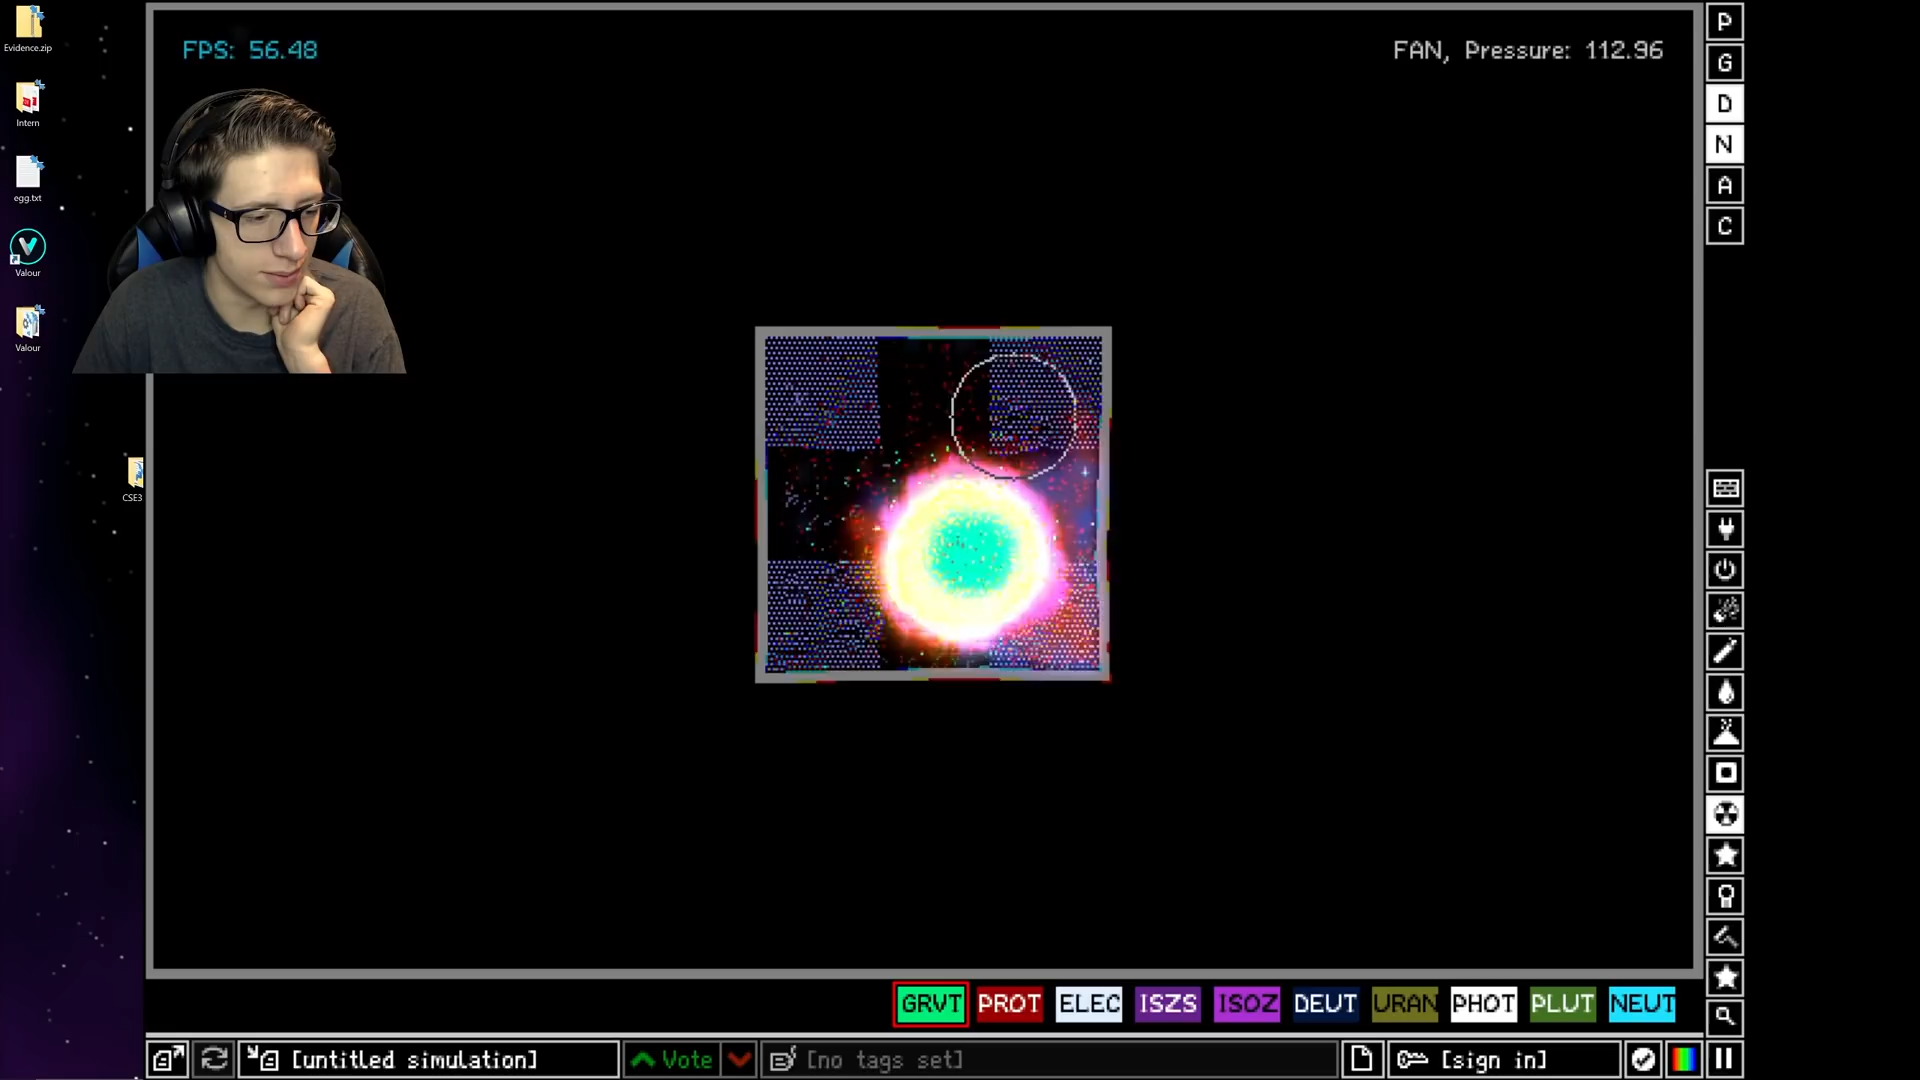 Evidence.zip
Intern
egg.txt
Valour
Valour
CSE3
FPS: 56.48
FAN, Pressure: 112.96
P
G
D
N
A
C
GRVT PROT ELEC ISZS ISOZ DEUT URAN PHOT PLUT NEUT
[untitled simulation] Vote [no tags set] [sign in]